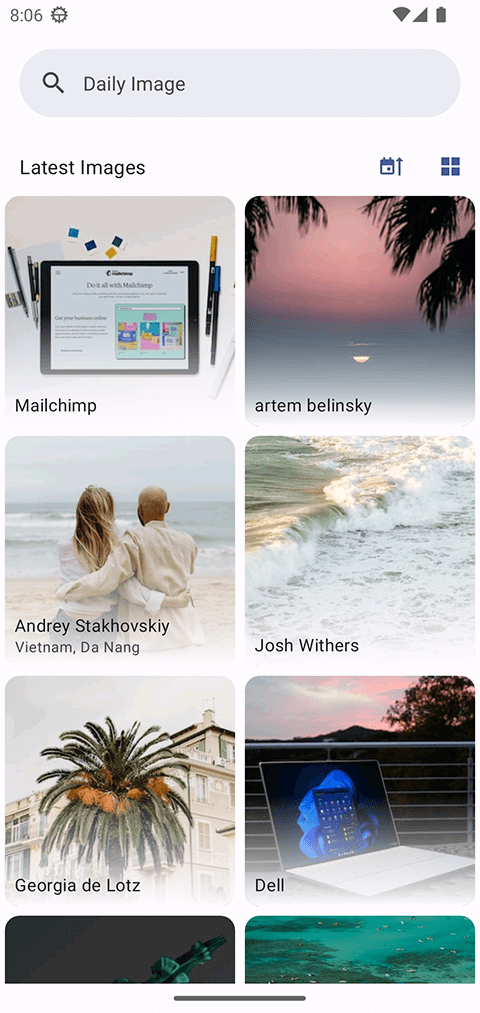 8:06
Daily Image
Latest Images
mailchimp
Do it all with Mailchimp
Get your business online
Mailchimp
artem belinsky
Andrey Stakhovskiy
Vietnam, Da Nang
Josh Withers
Georgia de Lotz
Dell